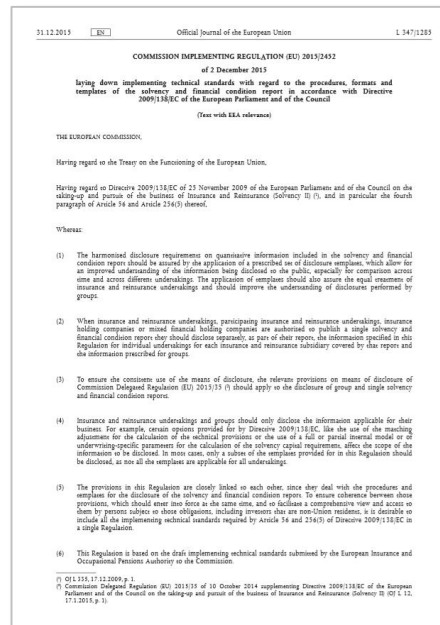 31.12.2015 EN Official Journal of the European Union L 347/1285
COMMISSION IMPLEMENTING REGULATION (EU) 2015/2452
of 2 December 2015
laying down implementing technical standards with regard to the procedures, formats and
templates of the solvency and financial condition report in accordance with Directive
2009/138/EC of the European Parliament and of the Council
(Text with EEA relevance)
THE EUROPEAN COMMISSION,
Having regard to the Treaty on the Functioning of the European Union,
Having regard to Directive 2009/138/EC of 25 November 2009 of the European Parliament and of the Council on the
taking-up and pursuit of the business of Insurance and Reinsurance (Solvency II) (¹), and in particular the fourth
paragraph of Article 56 and Article 256(5) thereof,
Whereas:
(1) The harmonised disclosure requirements on quantitative information included in the solvency and financial
condition report should be assured by the application of a prescribed set of disclosure templates, which allow for
an improved understanding of the information being disclosed to the public, especially for comparison across
time and across different undertakings. The application of templates should also assure the equal treatment of
insurance and reinsurance undertakings and should improve the understanding of disclosures performed by
groups.
(2) When insurance and reinsurance undertakings, participating insurance and reinsurance undertakings, insurance
holding companies or mixed financial holding companies are authorised to publish a single solvency and
financial condition report they should disclose separately, as part of their report, the information specified in this
Regulation for individual undertakings for each insurance and reinsurance subsidiary covered by that report and
the information prescribed for groups.
(3) To ensure the consistent use of the means of disclosure, the relevant provisions on means of disclosure of
Commission Delegated Regulation (EU) 2015/35 (²) should apply to the disclosure of group and single solvency
and financial condition reports.
(4) Insurance and reinsurance undertakings and groups should only disclose the information applicable for their
business. For example, certain options provided for by Directive 2009/138/EC, like the use of the matching
adjustment for the calculation of the technical provisions or the use of a full or partial internal model or of
underwriting-specific parameters for the calculation of the solvency capital requirement, affect the scope of the
information to be disclosed. In most cases, only a subset of the templates provided for in this Regulation should
be disclosed, as not all the templates are applicable for all undertakings.
(5) The provisions in this Regulation are closely linked to each other, since they deal with the procedures and
templates for the disclosure of the solvency and financial condition report. To ensure coherence between those
provisions, which should enter into force at the same time, and to facilitate a comprehensive view and access to
them by persons subject to those obligations, including investors that are non-Union residents, it is desirable to
include all the implementing technical standards required by Article 56 and 256(5) of Directive 2009/138/EC in
a single Regulation.
(6) This Regulation is based on the draft implementing technical standards submitted by the European Insurance and
Occupational Pensions Authority to the Commission.
(¹) OJ L 335, 17.12.2009, p. 1.
(²) Commission Delegated Regulation (EU) 2015/35 of 10 October 2014 supplementing Directive 2009/138/EC of the European
Parliament and of the Council on the taking-up and pursuit of the business of Insurance and Reinsurance (Solvency II) (OJ L 12,
17.1.2015, p. 1).